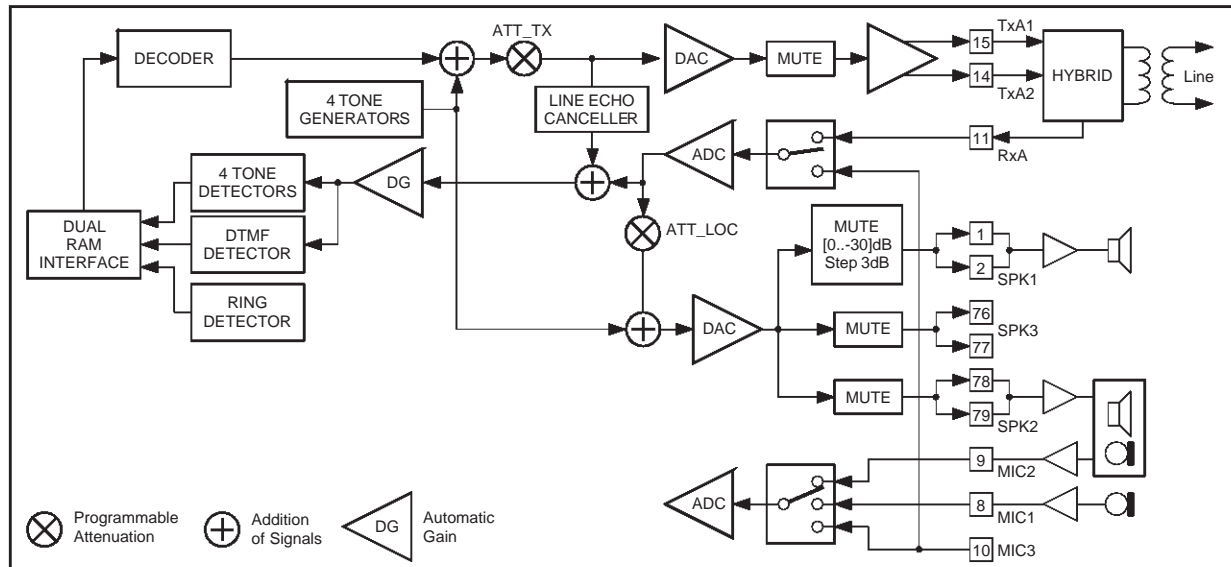 ATT_TX
TxA1
15
DECODER
DAC
MUTE
HYBRID
Line
14
TxA2
4 TONE
GENERATORS
LINE ECHO
CANCELLER
11
RxA
ADC
4 TONE
DETECTORS
DG
DUAL
RAM
INTERFACE
DTMF
DETECTOR
ATT_LOC
MUTE
[0..-30]dB
Step 3dB
1
2
SPK1
RING
DETECTOR
DAC
MUTE
76
SPK3
77
MUTE
78
79
SPK2
9
MIC2
ADC
8
MIC1
10
MIC3
Programmable
Attenuation
Addition
of Signals
DG
Automatic
Gain